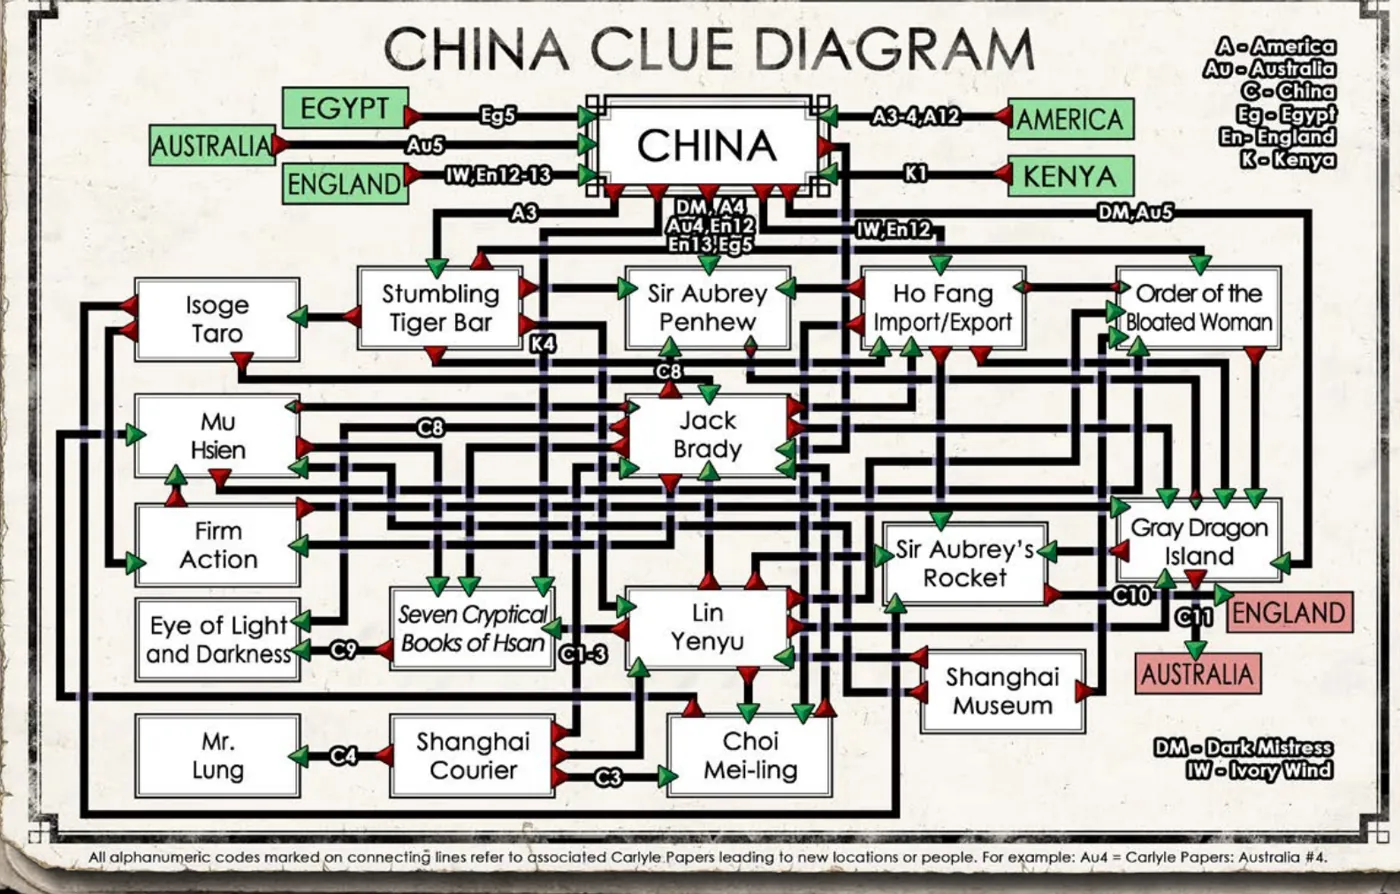 CHINA CLUE DIAGRAM
A - America
Au - Australia
C - China
Eg - Egypt
En- England
K - Kenya
EGYPT
Eg5
AUSTRALIA
Au5
ENGLAND
IW,En12-13
CHINA
A3-4,A12
AMERICA
K1
KENYA
A3
DM, A4
Au4,En12
En13,Eg5
IW,En12
DM,Au5
Isoge
Taro
Stumbling
Tiger Bar
Sir Aubrey
Penhew
Ho Fang
Import/Export
Order of the
Bloated Woman
K4
C8
Mu
Hsien
C8
Jack
Brady
Firm
Action
Sir Aubrey's
Rocket
Gray Dragon
Island
Eye of Light
and Darkness
C9
Seven Cryptical
Books of Hsan
C1-3
Lin
Yenyu
C10
ENGLAND
C11
AUSTRALIA
Shanghai
Museum
Mr.
Lung
C4
Shanghai
Courier
C3
Choi
Mei-ling
DM - Dark Mistress
IW - Ivory Wind
All alphanumeric codes marked on connecting lines refer to associated Carlyle Papers leading to new locations or people. For example: Au4 = Carlyle Papers: Australia #4.